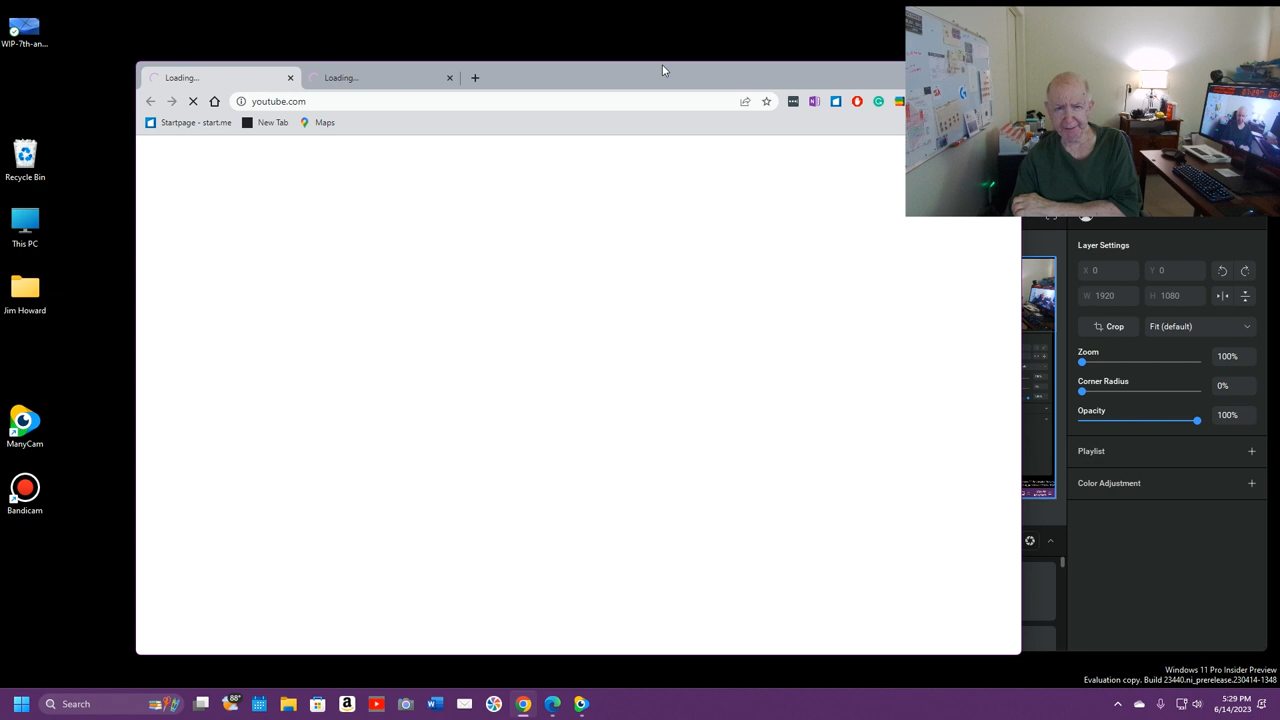 WIP-7th-an...
Recycle Bin
This PC
Jim Howard
ManyCam
Bandicam
Loading...
Loading...
youtube.com
Startpage - start.me
New Tab
Maps
Layer Settings
X 0
Y 0
W 1920
H 1080
Crop
Fit (default)
Zoom
100%
Corner Radius
0%
Opacity
100%
Playlist
Color Adjustment
Windows 11 Pro Insider Preview
Evaluation copy. Build 23440.ni_prerelease.230414-1348
Search
88°
5:29 PM
6/14/2023